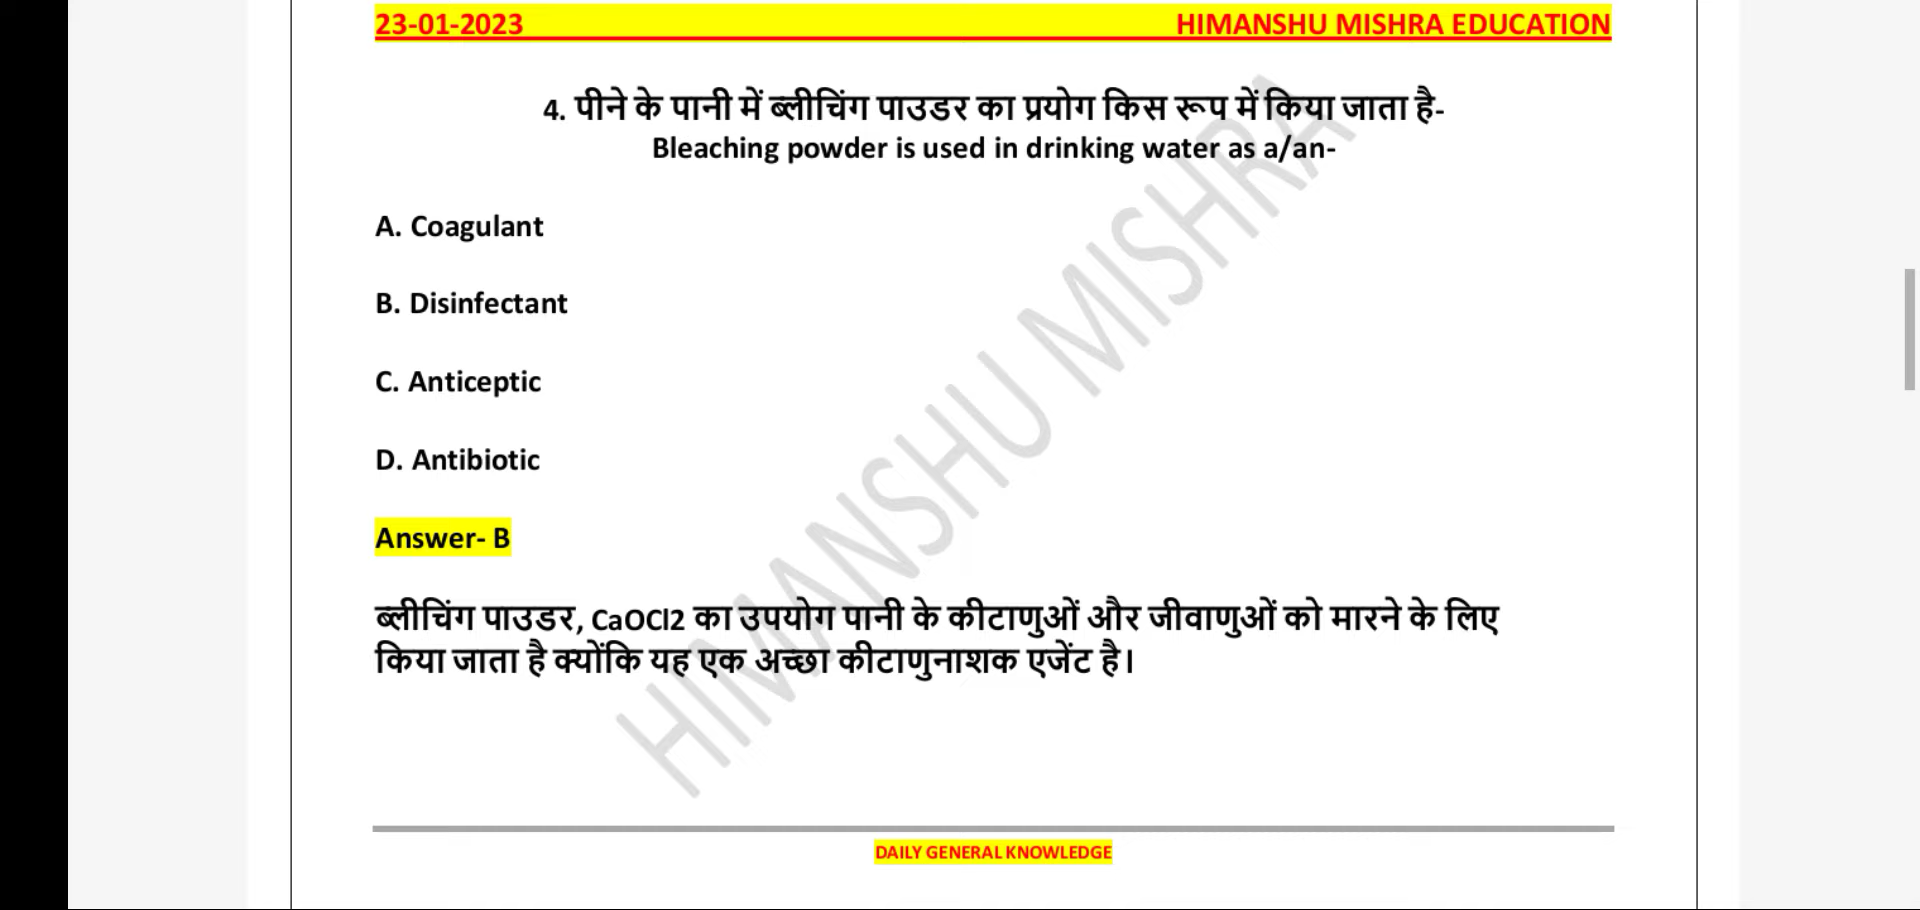 23-01-2023 HIMANSHU MISHRA EDUCATION
4. पीने के पानी में ब्लीचिंग पाउडर का प्रयोग किस रूप में किया जाता है-
Bleaching powder is used in drinking water as a/an-
A. Coagulant
B. Disinfectant
C. Anticeptic
D. Antibiotic
Answer- B
ब्लीचिंग पाउडर, CaOCl2 का उपयोग पानी के कीटाणुओं और जीवाणुओं को मारने के लिए
किया जाता है क्योंकि यह एक अच्छा कीटाणुनाशक एजेंट है।
HIMANSHU MISHRA
DAILY GENERAL KNOWLEDGE